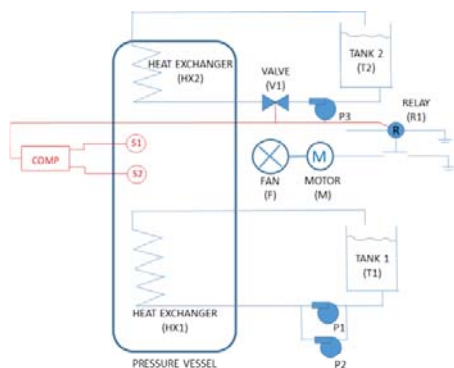 TANK 2
(T2)
HEAT EXCHANGER
(HX2)
VALVE
(V1)
P3
RELAY
(R1)
R
COMP
S1
S2
FAN
(F)
M
MOTOR
(M)
TANK 1
(T1)
HEAT EXCHANGER
(HX1)
P1
P2
PRESSURE VESSEL